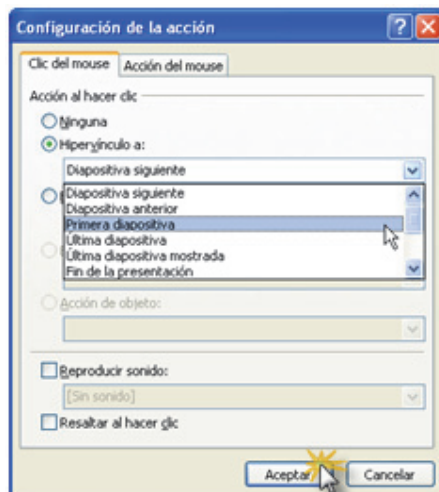 Configuración de la acción
Clic del mouse Acción del mouse
Acción al hacer clic
Ninguna
Hipervínculo a:
Diapositiva siguiente
Diapositiva siguiente
Diapositiva anterior
Primera diapositiva
Última diapositiva
Última diapositiva mostrada
Fin de la presentación
Acción de objeto:
Reproducir sonido:
[Sin sonido]
Resaltar al hacer clic
Aceptar Cancelar